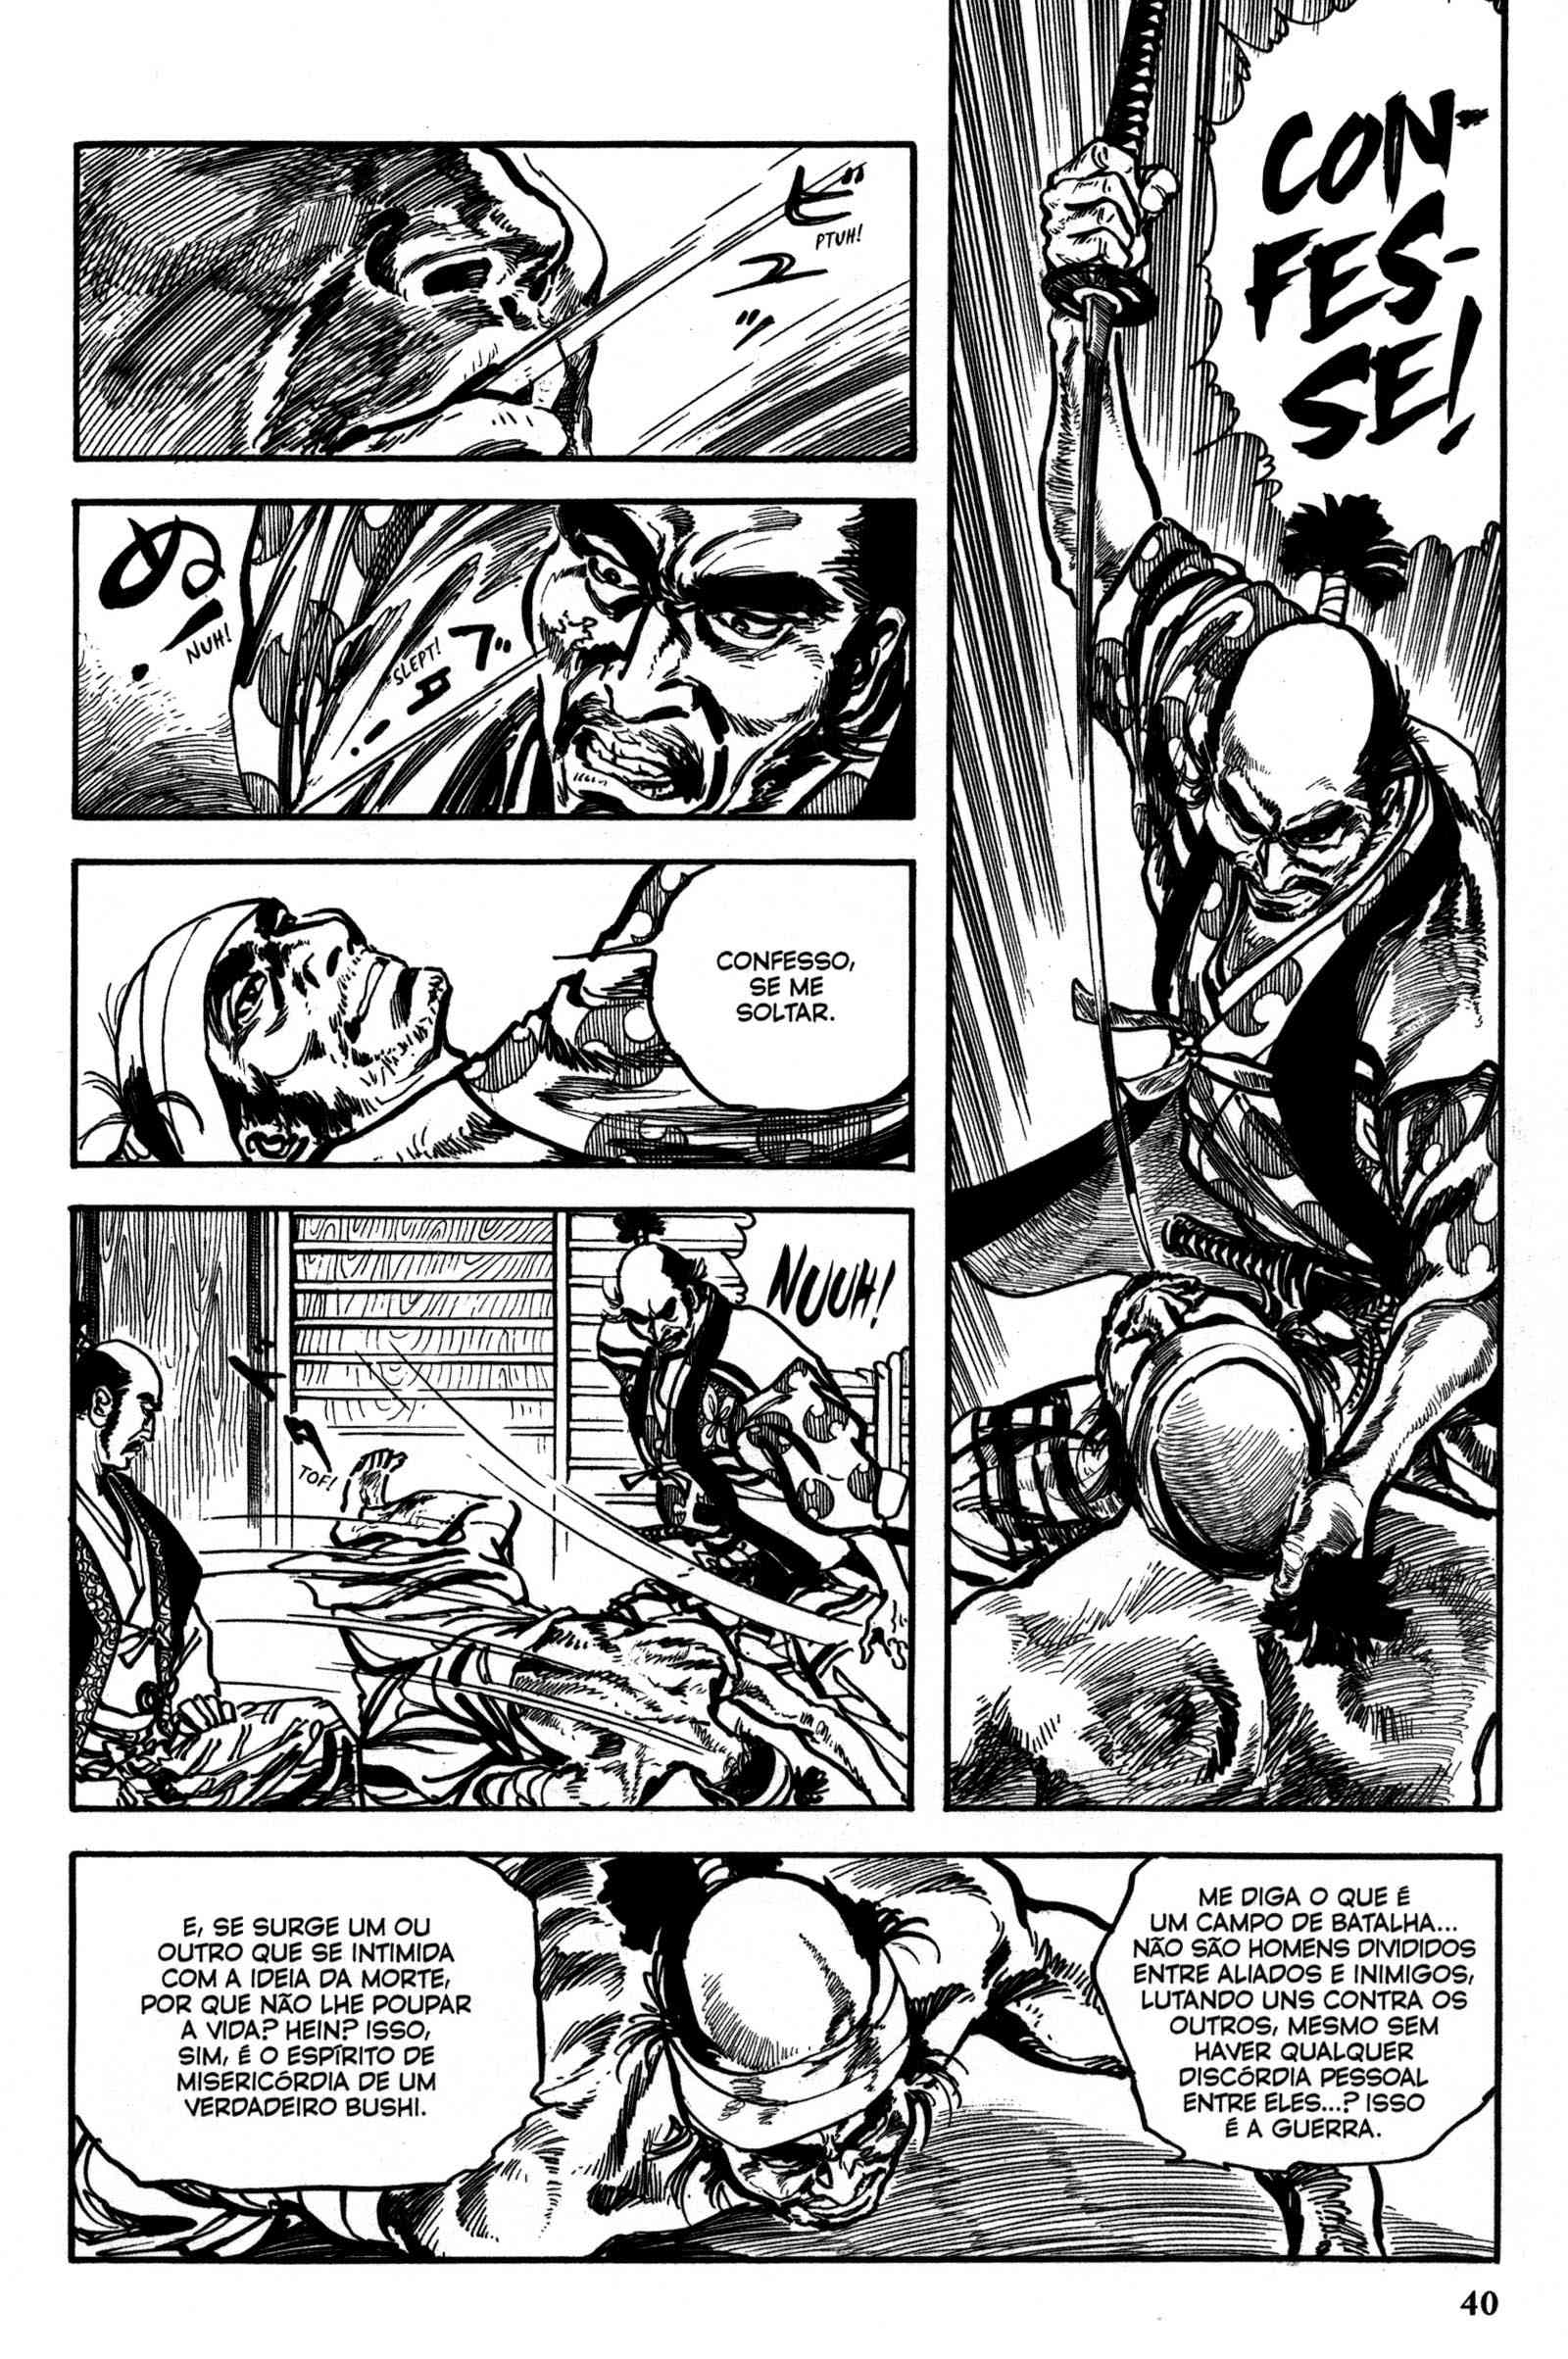 CON-
FES-
SE!
ビュッ
PTUH!
ぬー
NUH!
ブロ
SLEPT!
CONFESSO,
SE ME
SOLTAR.
NUUH!
TOF!
ME DIGA O QUE É
UM CAMPO DE BATALHA...
NÃO SÃO HOMENS DIVIDIDOS
ENTRE ALIADOS E INIMIGOS,
LUTANDO UNS CONTRA OS
OUTROS, MESMO SEM
HAVER QUALQUER
DISCÓRDIA PESSOAL
ENTRE ELES...? ISSO
É A GUERRA.
E, SE SURGE UM OU
OUTRO QUE SE INTIMIDA
COM A IDEIA DA MORTE,
POR QUE NÃO LHE POUPAR
A VIDA? HEIN? ISSO,
SIM, É O ESPÍRITO DE
MISERICÓRDIA DE UM
VERDADEIRO BUSHI.
40